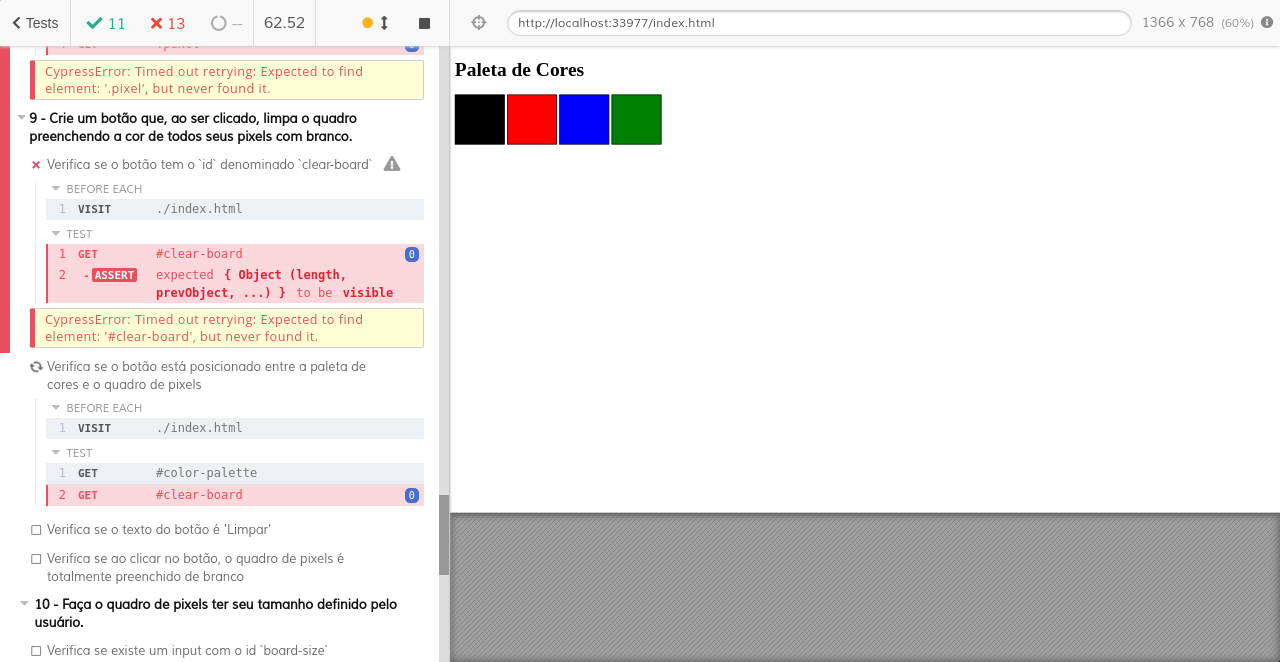 Tests 11 13 -- 62.52 http://localhost:33977/index.html 1366 x 768 (60%)
CypressError: Timed out retrying: Expected to find
element: '.pixel', but never found it.
9 - Crie um botão que, ao ser clicado, limpa o quadro
preenchendo a cor de todos seus pixels com branco.
Verifica se o botão tem o `id` denominado `clear-board`
BEFORE EACH
1 VISIT ./index.html
TEST
1 GET #clear-board 0
2 -ASSERT expected { Object (length,
prevObject, ...) } to be visible
CypressError: Timed out retrying: Expected to find
element: '#clear-board', but never found it.
Verifica se o botão está posicionado entre a paleta de
cores e o quadro de pixels
BEFORE EACH
1 VISIT ./index.html
TEST
1 GET #color-palette
2 GET #clear-board 0
Verifica se o texto do botão é 'Limpar'
Verifica se ao clicar no botão, o quadro de pixels é
totalmente preenchido de branco
10 - Faça o quadro de pixels ter seu tamanho definido pelo
usuário.
Verifica se existe um input com o id `board-size`
Paleta de Cores